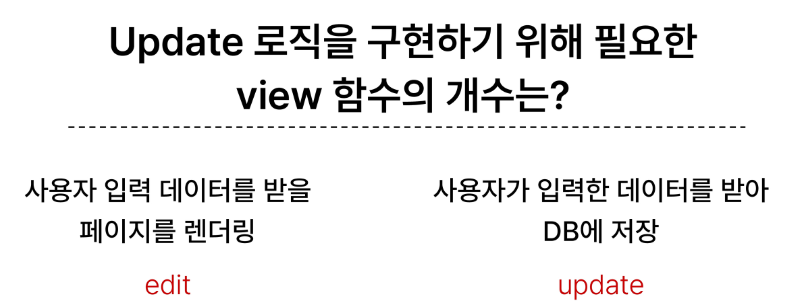 Update 로직을 구현하기 위해 필요한
view 함수의 개수는?
사용자 입력 데이터를 받을
페이지를 렌더링
edit
사용자가 입력한 데이터를 받아
DB에 저장
update